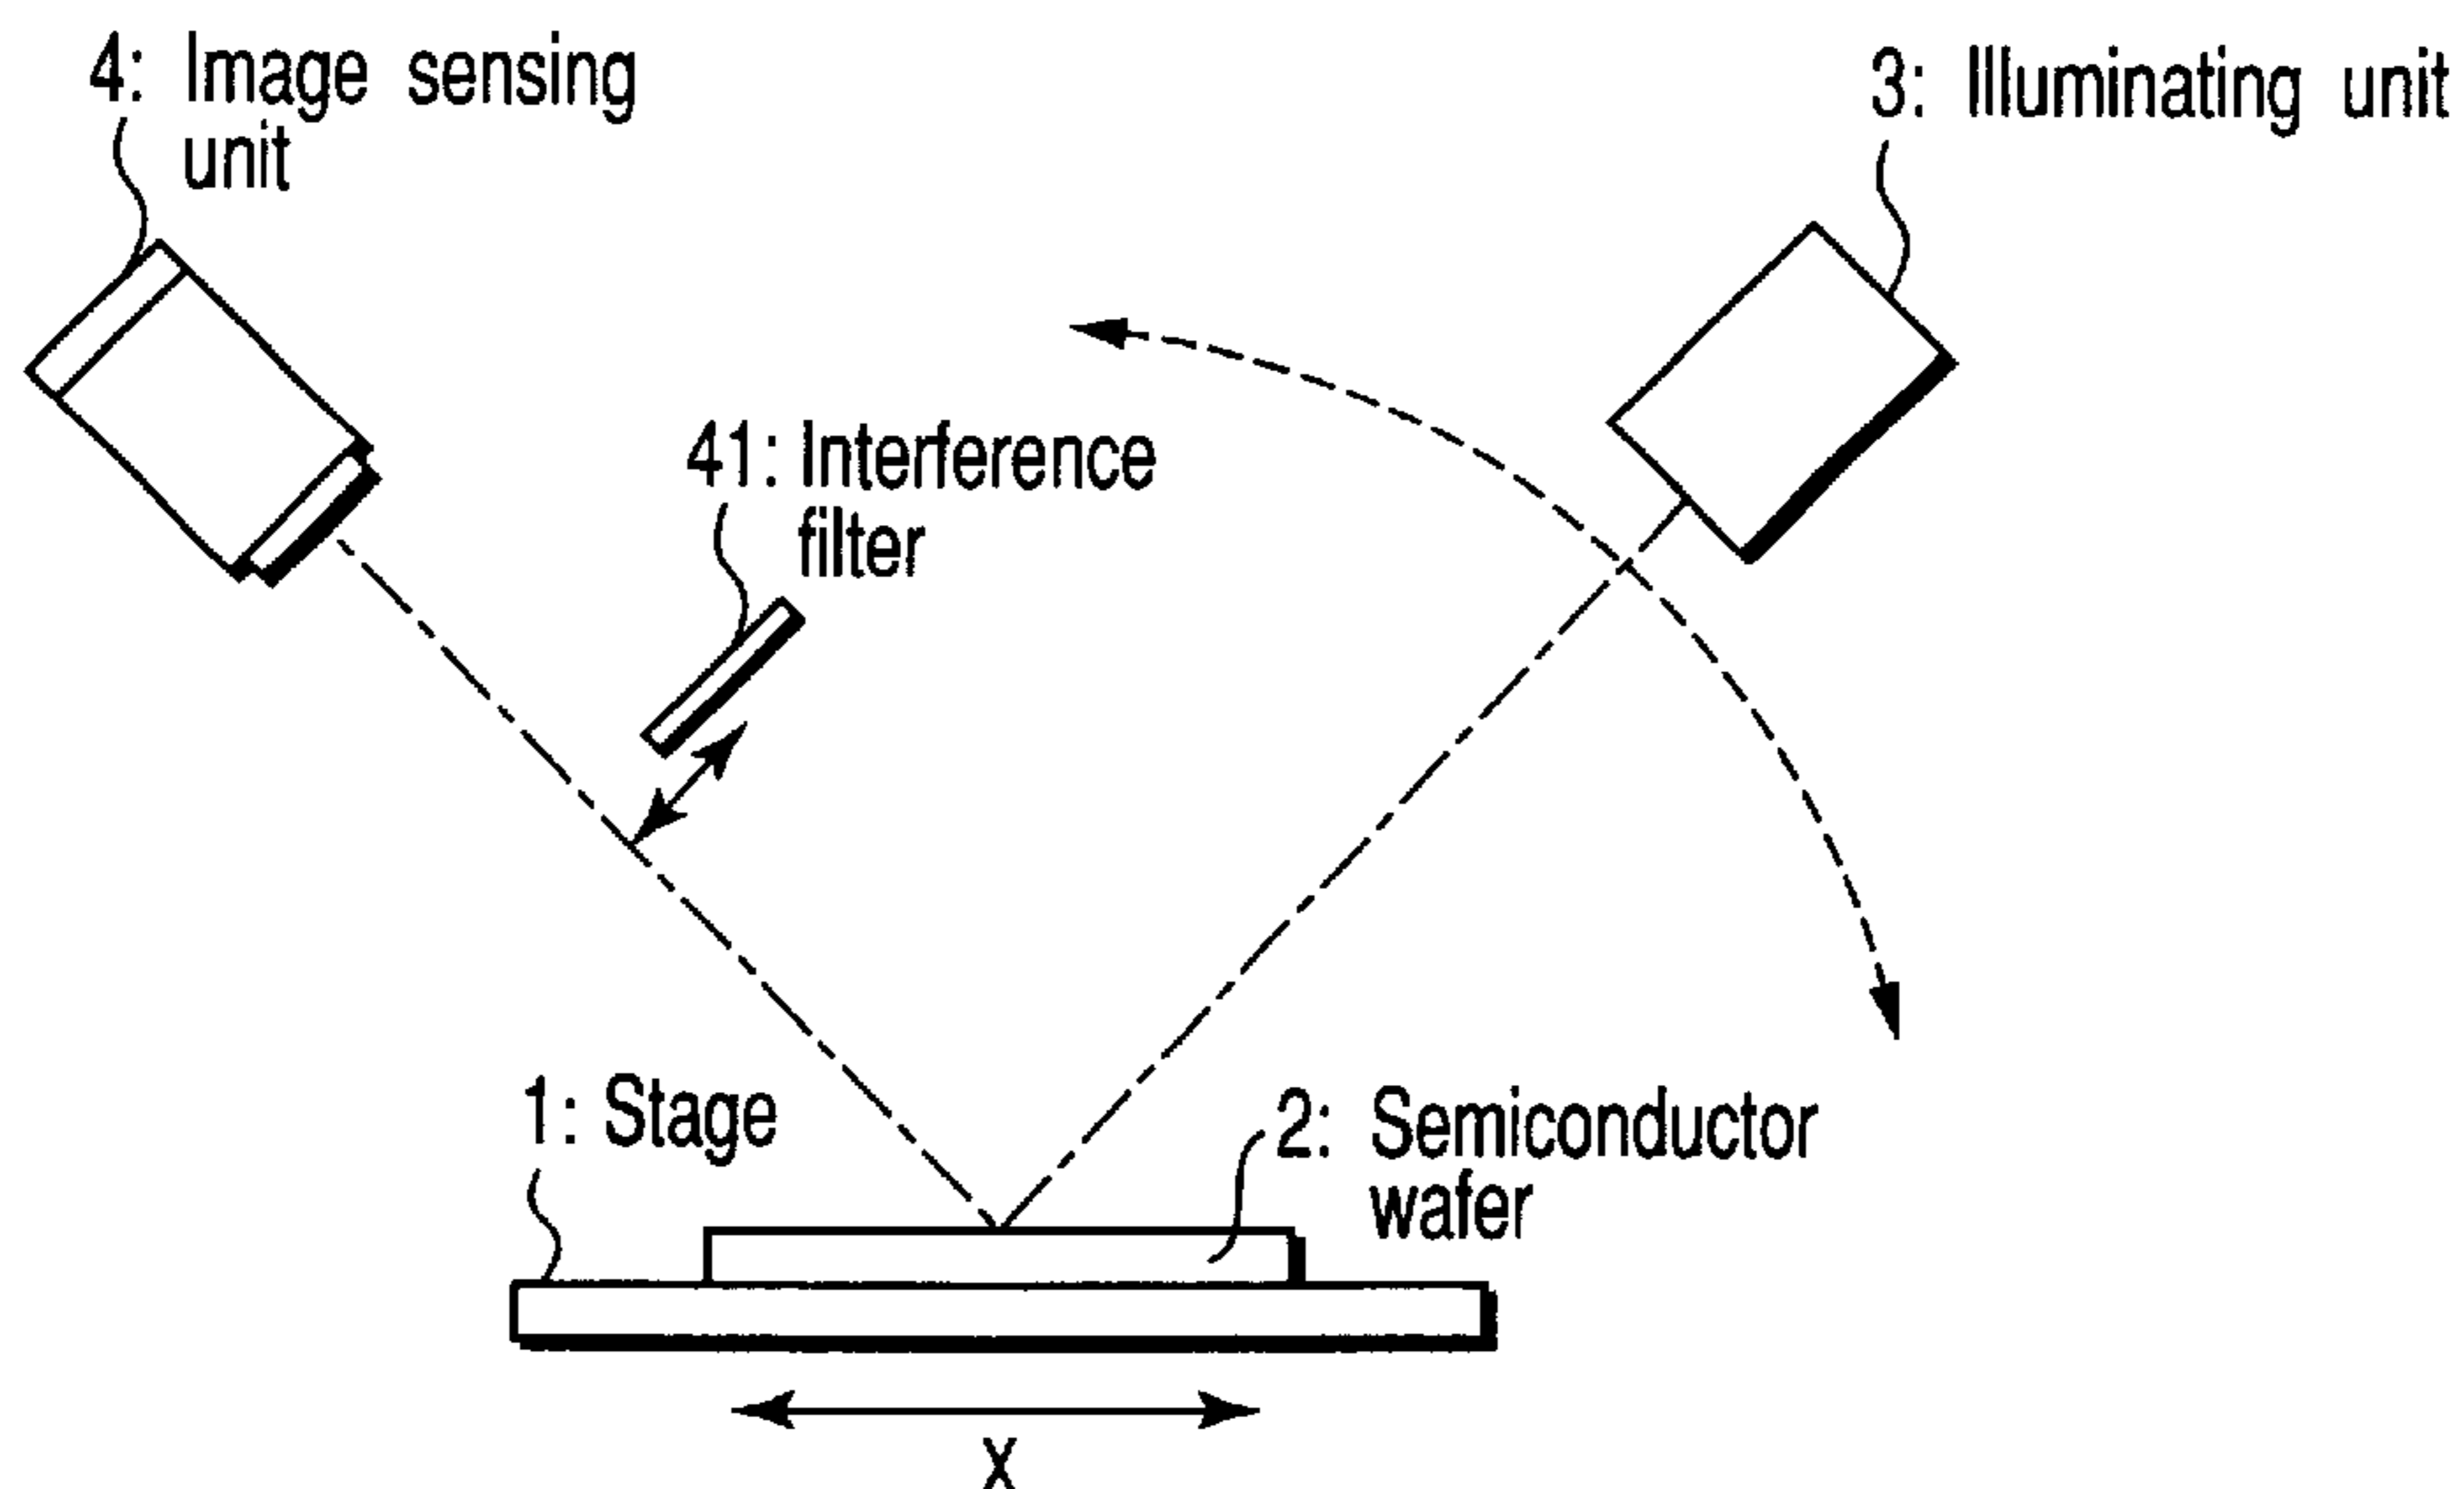 4: Image sensing
unit
3: Illuminating unit
41: Interference
filter
1: Stage
2: Semiconductor
wafer
X